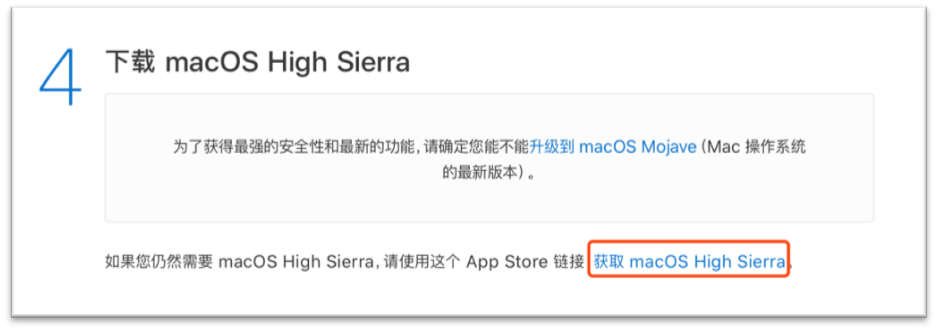 4
下载 macOS High Sierra
为了获得最强的安全性和最新的功能，请确定您能不能升级到 macOS Mojave（Mac 操作系统
的最新版本）。
如果您仍然需要 macOS High Sierra，请使用这个 App Store 链接 获取 macOS High Sierra。